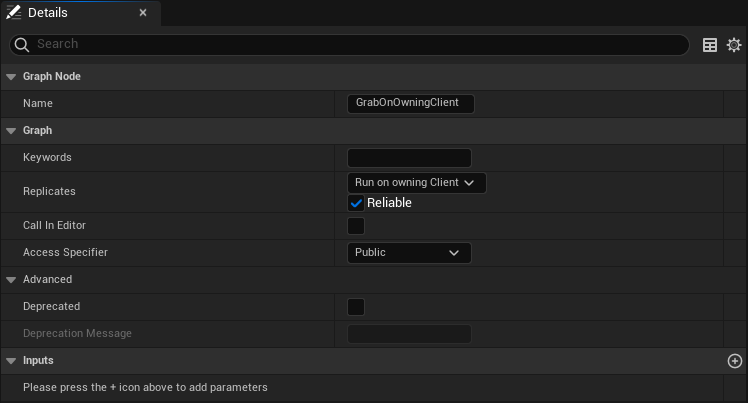 Details
Search
Graph Node
Name GrabOnOwningClient
Graph
Keywords
Replicates Run on owning Client
Reliable
Call In Editor
Access Specifier Public
Advanced
Deprecated
Deprecation Message
Inputs
Please press the + icon above to add parameters